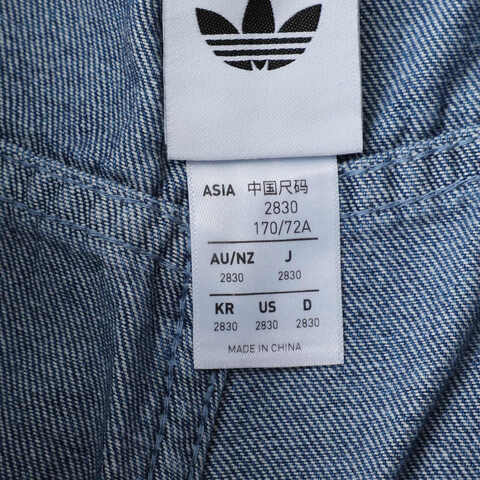 ASIA 中国尺码
2830
170/72A
AU/NZ J
2830 2830
KR US D
2830 2830 2830
MADE IN CHINA